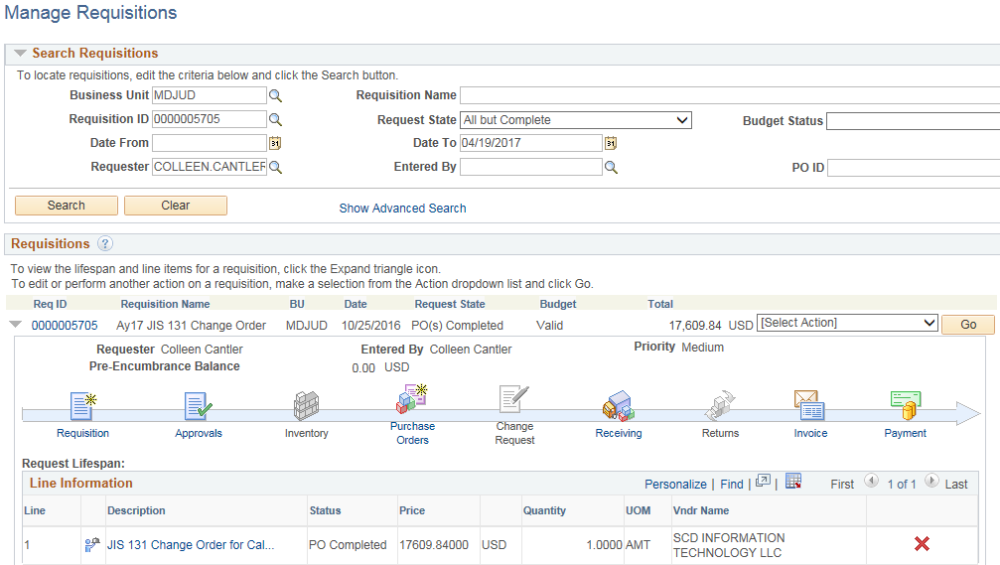 Manage Requisitions
Search Requisitions
To locate requisitions, edit the criteria below and click the Search button.
Business Unit MDJUD Requisition Name
Requisition ID 0000005705 Request State All but Complete Budget Status
Date From 31 Date To 04/19/2017 31
Requester COLLEEN.CANTLER Entered By PO ID
Search Clear Show Advanced Search
Requisitions ?
To view the lifespan and line items for a requisition, click the Expand triangle icon.
To edit or perform another action on a requisition, make a selection from the Action dropdown list and click Go.
Req ID Requisition Name BU Date Request State Budget Total
0000005705 Ay17 JIS 131 Change Order MDJUD 10/25/2016 PO(s) Completed Valid 17,609.84 USD [Select Action] Go
Requester Colleen Cantler Entered By Colleen Cantler Priority Medium
Pre-Encumbrance Balance 0.00 USD
Requisition Approvals Inventory Purchase Orders Change Request Receiving Returns Invoice Payment
Request Lifespan:
Line Information Personalize | Find | | First 1 of 1 Last
Line Description Status Price Quantity UOM Vndr Name
1 JIS 131 Change Order for Cal... PO Completed 17609.84000 USD 1.0000 AMT SCD INFORMATION
TECHNOLOGY LLC